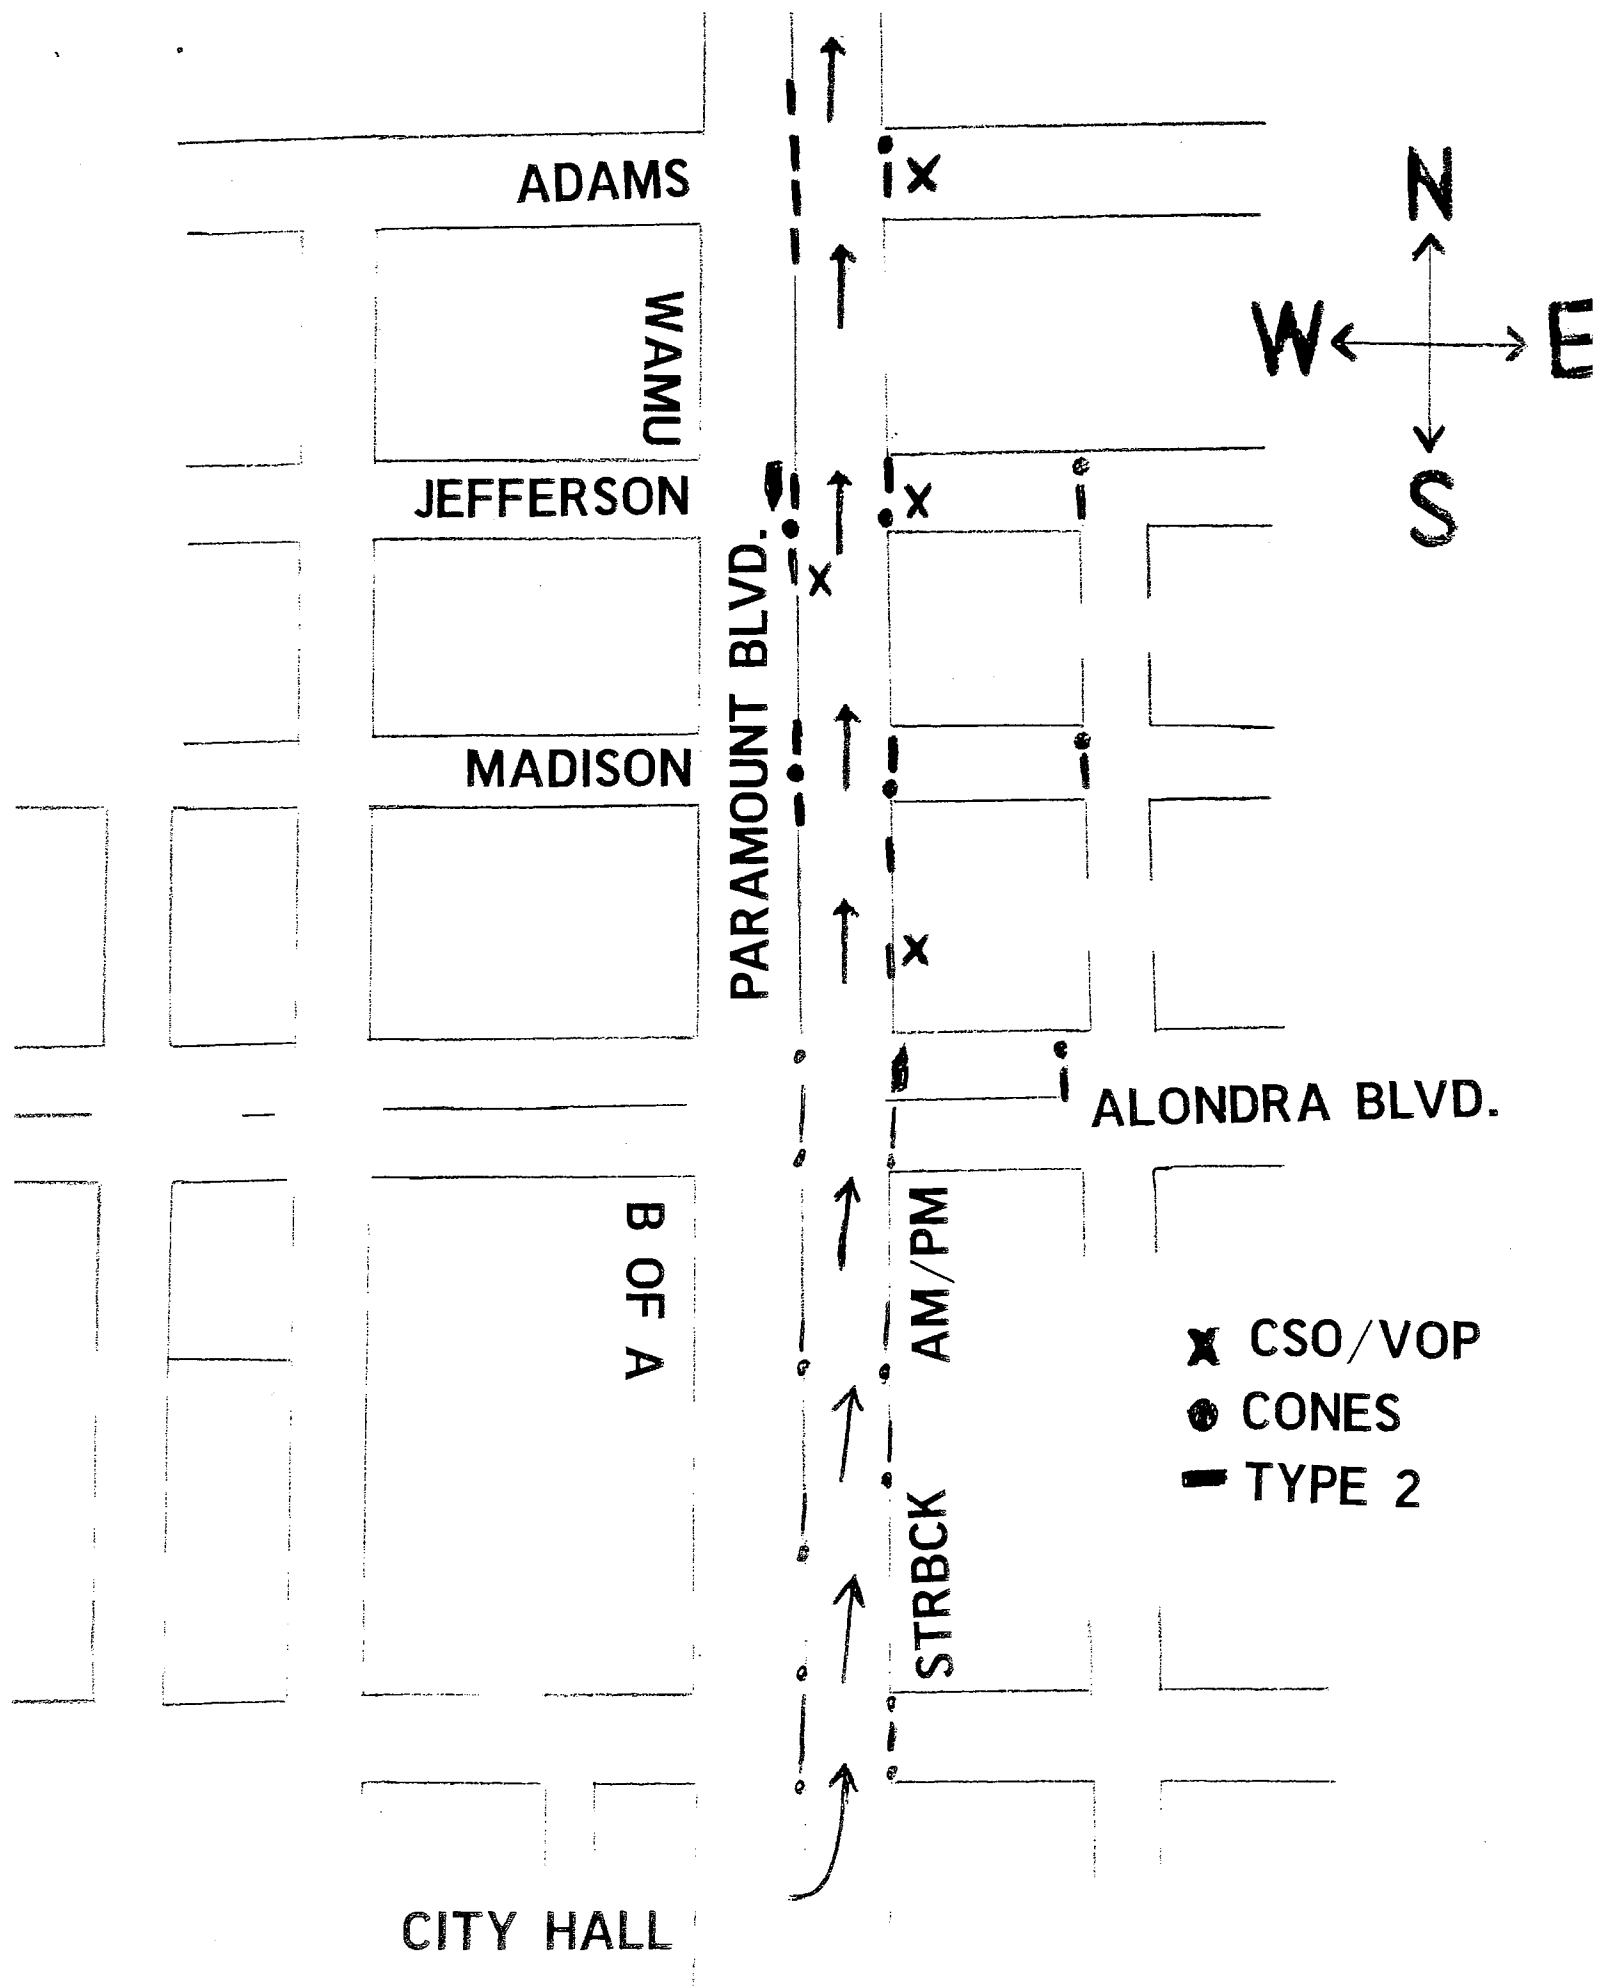 ADAMS
X
N
W
E
S
WAMU
JEFFERSON
X
X
PARAMOUNT BLVD.
MADISON
X
ALONDRA BLVD.
B OF A
AM/PM
X CSO/VOP
CONES
TYPE 2
STRBCK
CITY HALL